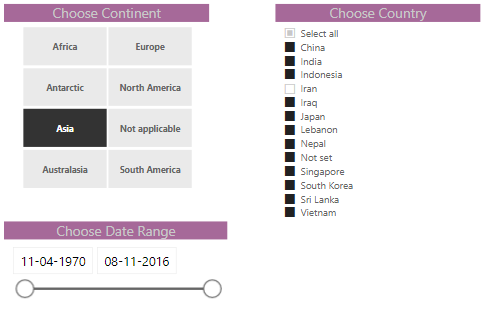 Choose Continent
Africa Europe
Antarctic North America
Asia Not applicable
Australasia South America
Choose Country
Select all
China
India
Indonesia
Iran
Iraq
Japan
Lebanon
Nepal
Not set
Singapore
South Korea
Sri Lanka
Vietnam
Choose Date Range
11-04-1970 08-11-2016